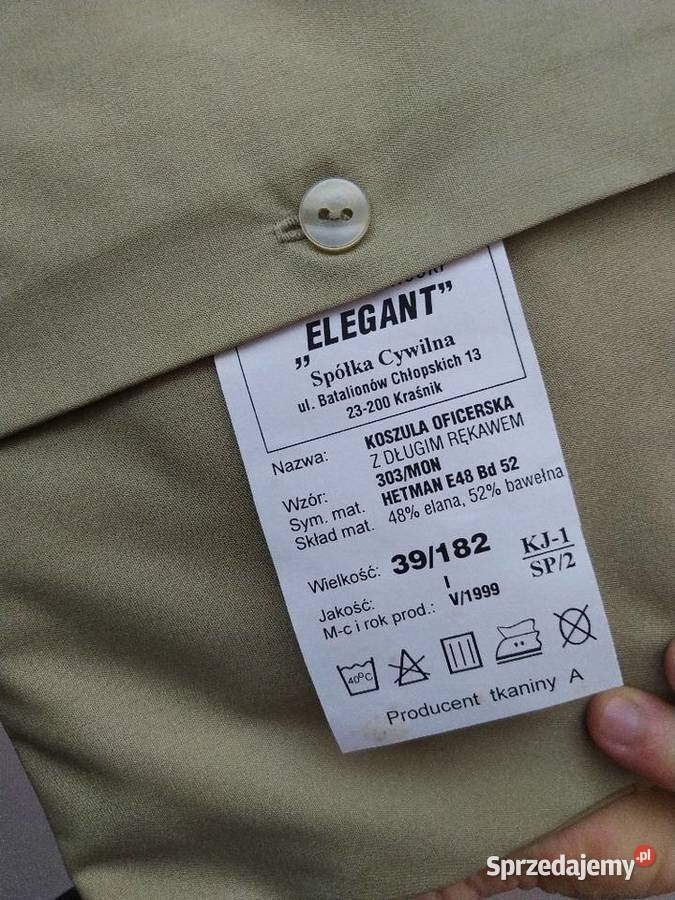 „ELEGANT”
Spółka Cywilna
ul. Batalionów Chłopskich 13
23-200 Kraśnik
Nazwa: KOSZULA OFICERSKA
Z DŁUGIM RĘKAWEM
Wzór: 303/MON
Sym. mat. HETMAN E48 Bd 52
Skład mat. 48% elana, 52% bawełna
Wielkość: 39/182 KJ-1
SP/2
Jakość: I
M-c i rok prod.: V/1999
40°C
Producent tkaniny A
Sprzedajemy.pl